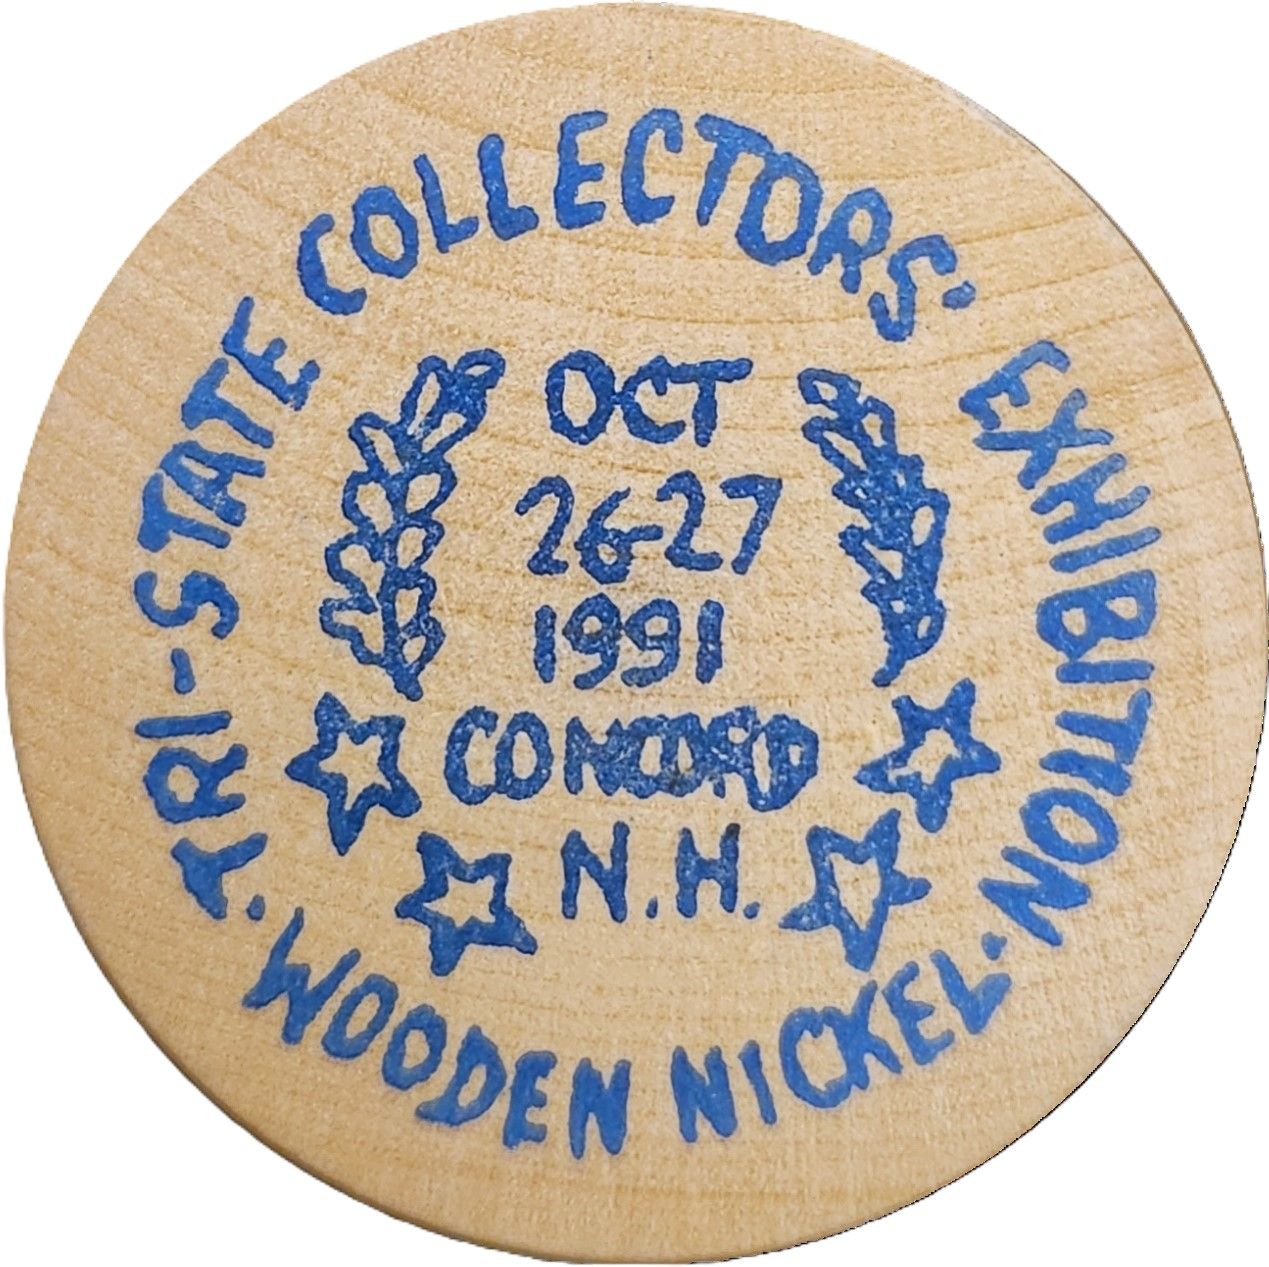 TRI-STATE COLLECTORS' EXHIBITION
OCT
26-27
1991
CONCORD
N.H.
. WOODEN NICKEL .